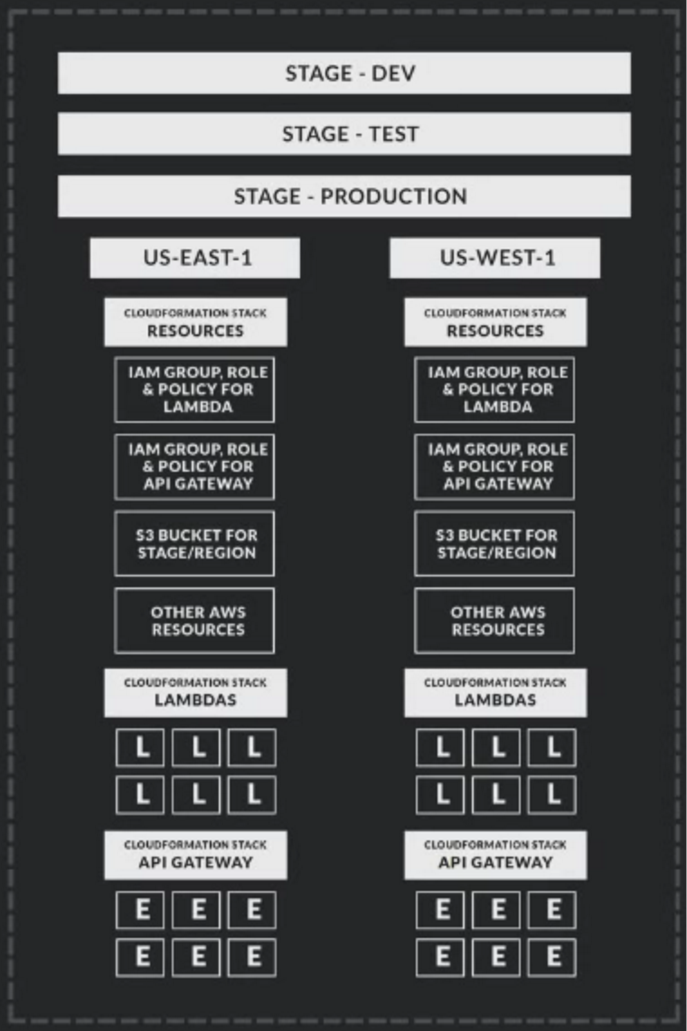 STAGE - DEV
STAGE - TEST
STAGE - PRODUCTION
US-EAST-1
CLOUDFORMATION STACK
RESOURCES
IAM GROUP, ROLE
& POLICY FOR
LAMBDA
IAM GROUP, ROLE
& POLICY FOR
API GATEWAY
S3 BUCKET FOR
STAGE/REGION
OTHER AWS
RESOURCES
CLOUDFORMATION STACK
LAMBDAS
L L L
L L L
CLOUDFORMATION STACK
API GATEWAY
E E E
E E E
US-WEST-1
CLOUDFORMATION STACK
RESOURCES
IAM GROUP, ROLE
& POLICY FOR
LAMBDA
IAM GROUP, ROLE
& POLICY FOR
API GATEWAY
S3 BUCKET FOR
STAGE/REGION
OTHER AWS
RESOURCES
CLOUDFORMATION STACK
LAMBDAS
L L L
L L L
CLOUDFORMATION STACK
API GATEWAY
E E E
E E E